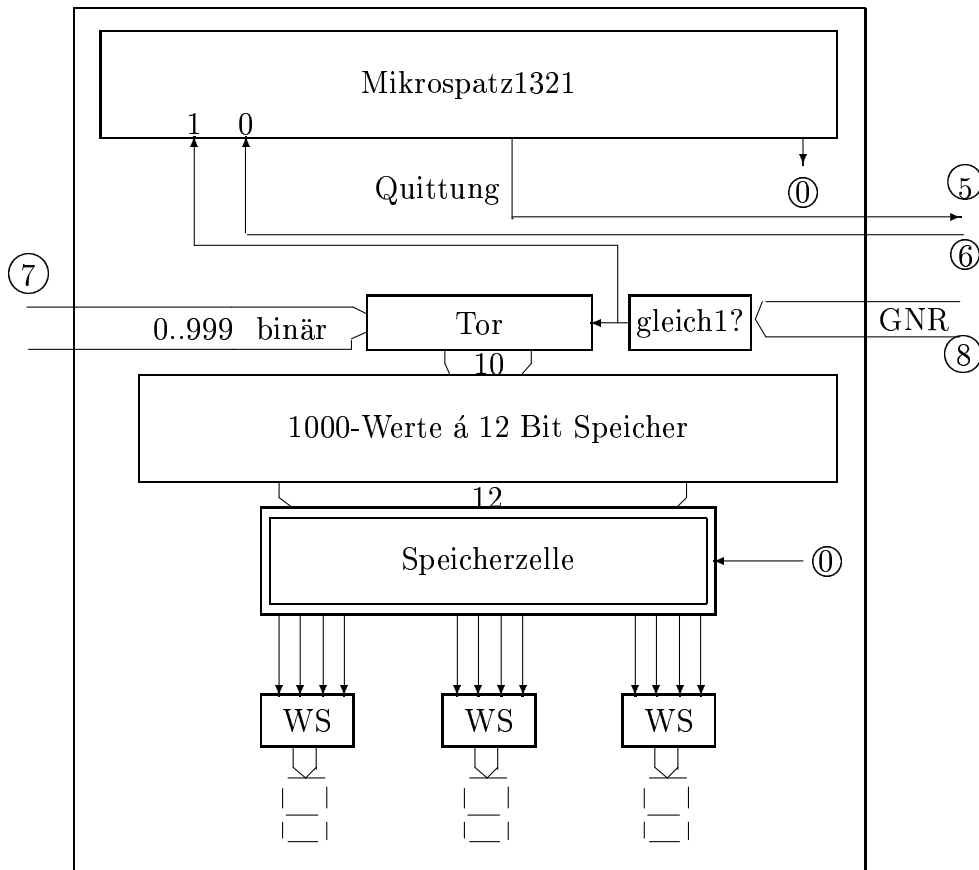 Mikrospatz1321
1 0
Quittung
0
5
6
7
0..999 binär
Tor
gleich1?
GNR
8
10
1000-Werte á 12 Bit Speicher
12
Speicherzelle
0
WS WS WS